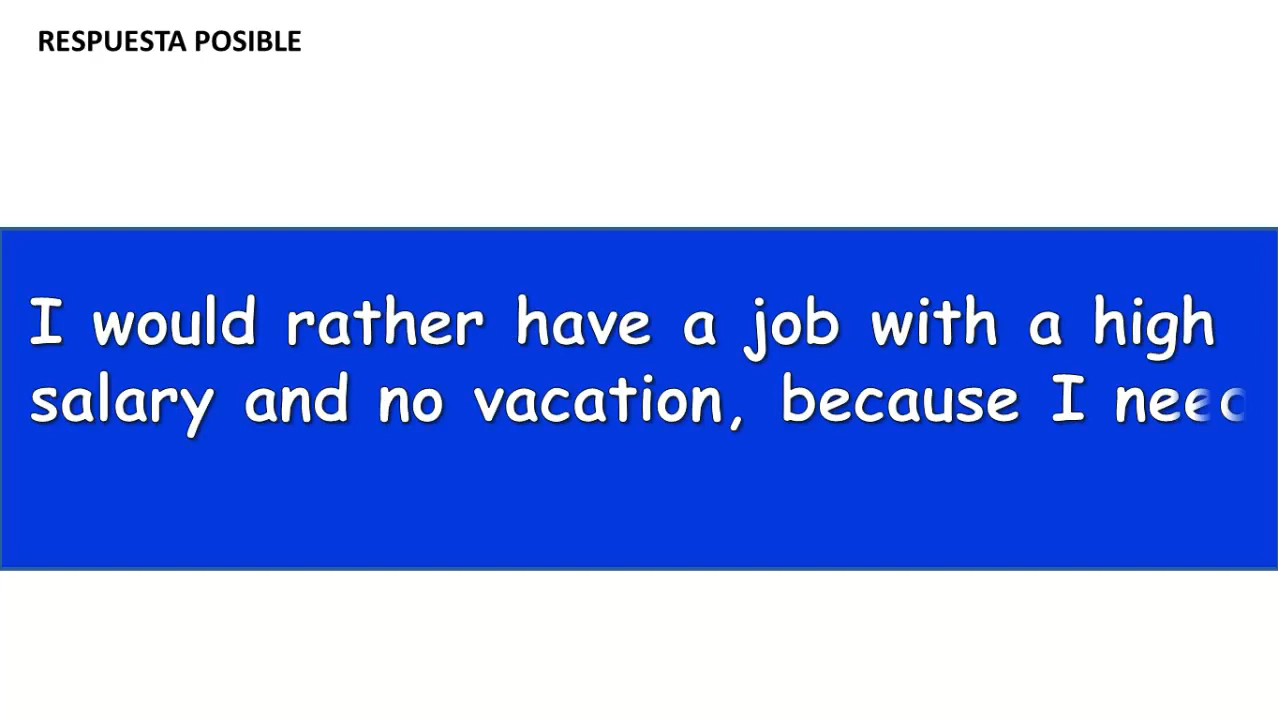 RESPUESTA POSIBLE
I would rather have a job with a high
salary and no vacation, because I